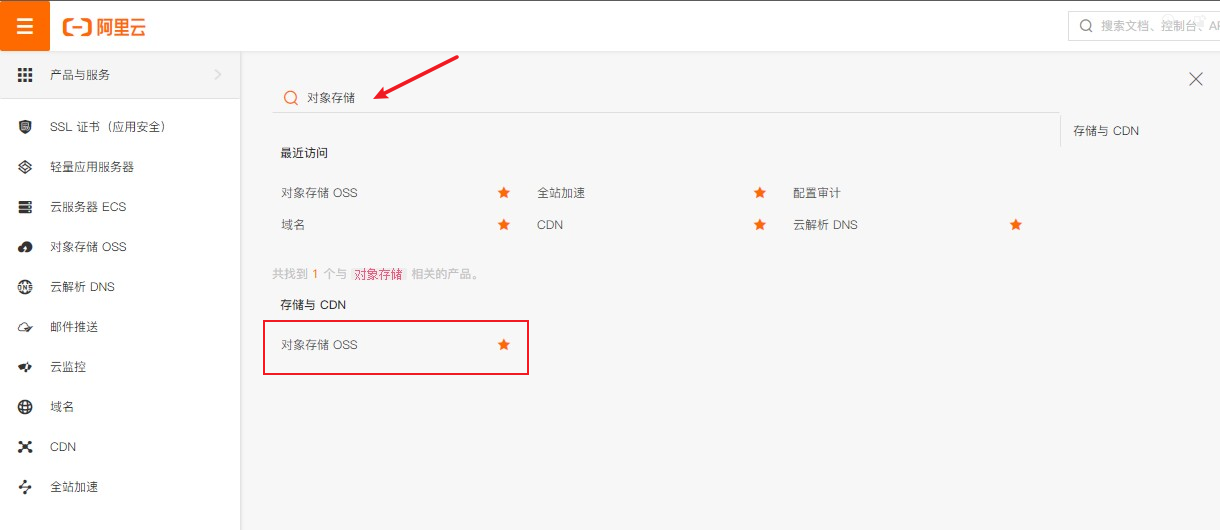 阿里云
搜索文档、控制台、AP
产品与服务
SSL 证书（应用安全）
轻量应用服务器
云服务器 ECS
对象存储 OSS
云解析 DNS
邮件推送
云监控
域名
CDN
全站加速
对象存储
存储与 CDN
最近访问
对象存储 OSS 全站加速 配置审计
域名 CDN 云解析 DNS
共找到 1 个与 对象存储 相关的产品。
存储与 CDN
对象存储 OSS